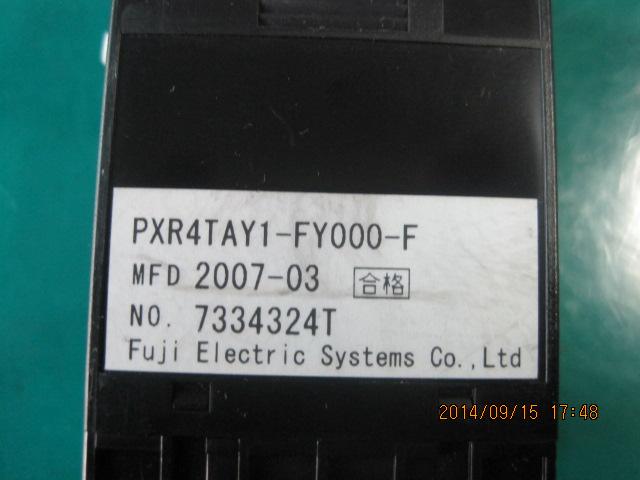 PXR4TAY1-FY000-F
MFD 2007-03 合格
NO. 7334324T
Fuji Electric Systems Co.,Ltd
2014/09/15 17:48